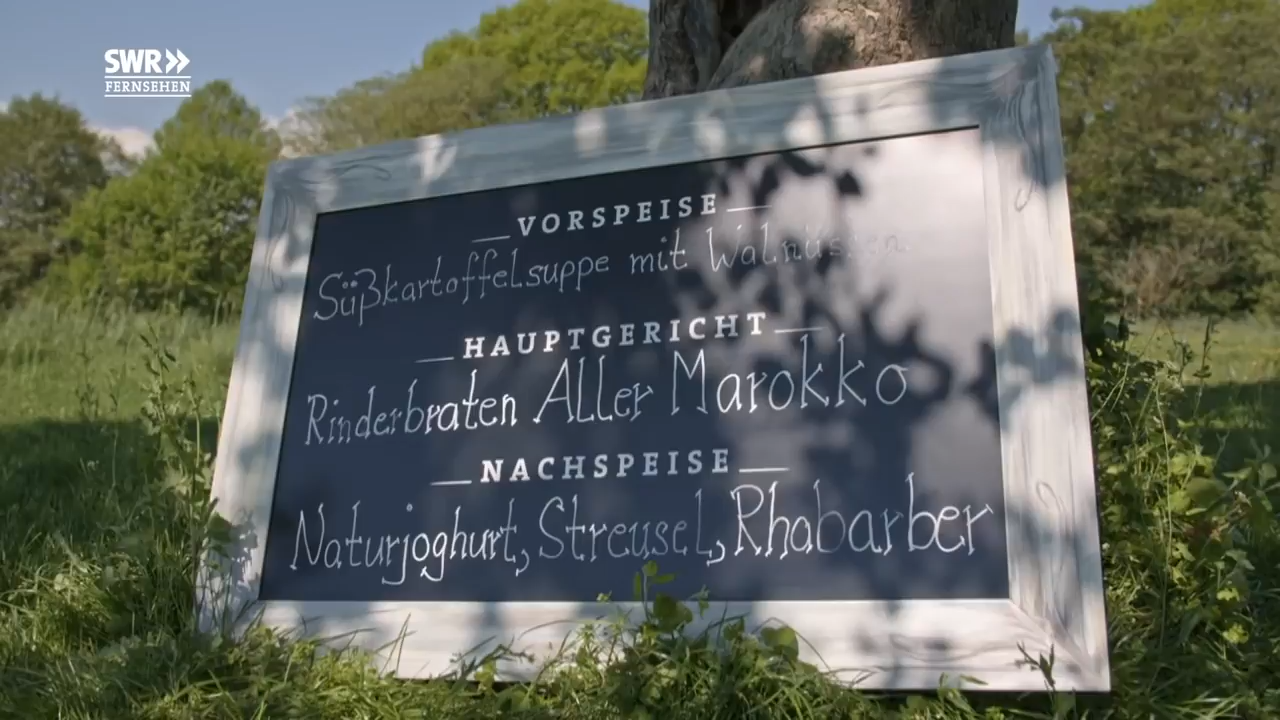 SWR
FERNSEHEN
VORSPEISE
Süßkartoffelsuppe mit Walnüssen
HAUPTGERICHT
Rinderbraten Aller Marokko
NACHSPEISE
Naturjoghurt, Streusel, Rhabarber